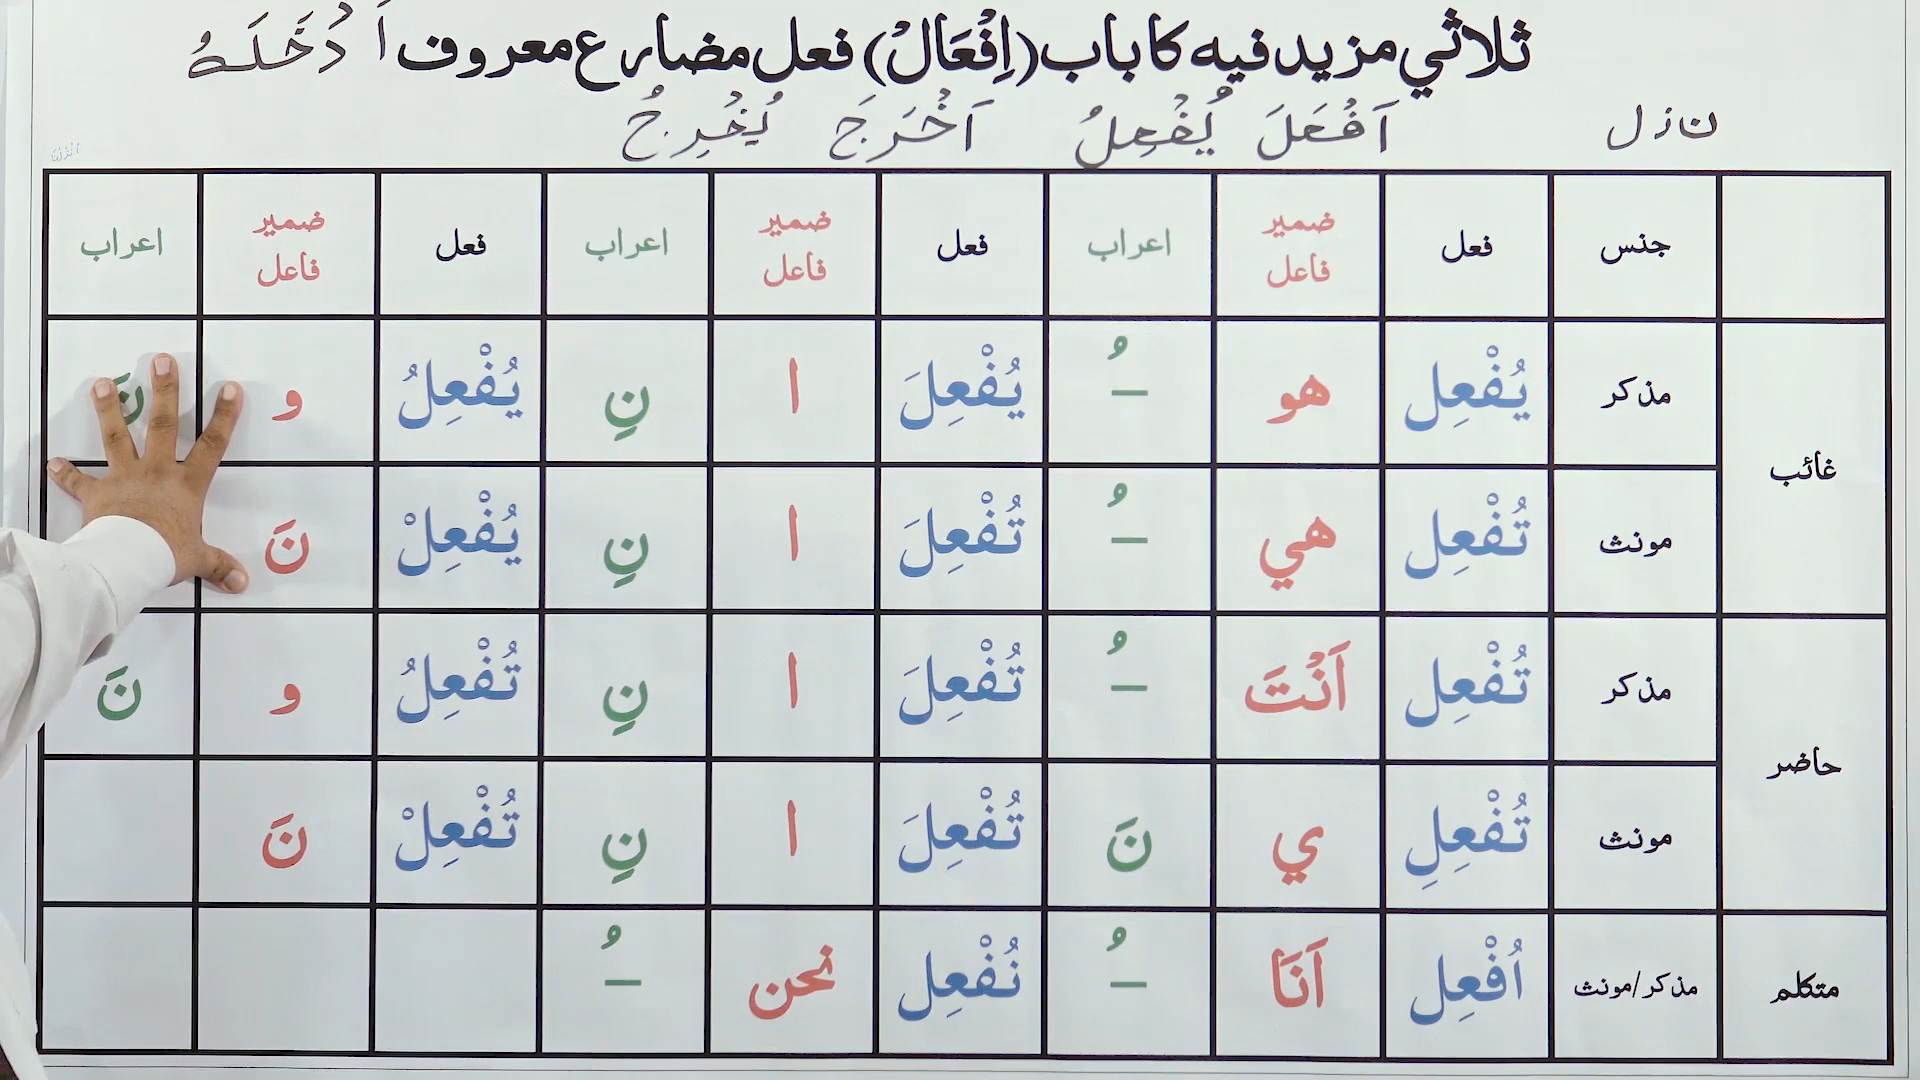 ثلاثي مزيد فيه کا باب (اِفْعَالْ) فعل مضارع معروف اَدْخَلَهُ
ن ز ل اَفْعَلَ يُفْعِلُ اَخْرَجَ يُخْرِجُ
جنس فعل ضمير فاعل اعراب فعل ضمير فاعل اعراب فعل ضمير فاعل اعراب
غائب مذكر يُفْعِل هو ـُ يُفْعِلَ ا نِ يُفْعِلُ و نَ
مونث تُفْعِل هي ـُ تُفْعِلَ ا نِ يُفْعِلْ نَ
حاضر مذكر تُفْعِل اَنْتَ ـُ تُفْعِلَ ا نِ تُفْعِلُ و نَ
مونث تُفْعِلِ ي نَ تُفْعِلَ ا نِ تُفْعِلْ نَ
متكلم مذكر/مونث اُفْعِل اَنَا ـُ نُفْعِل نحن ـُ